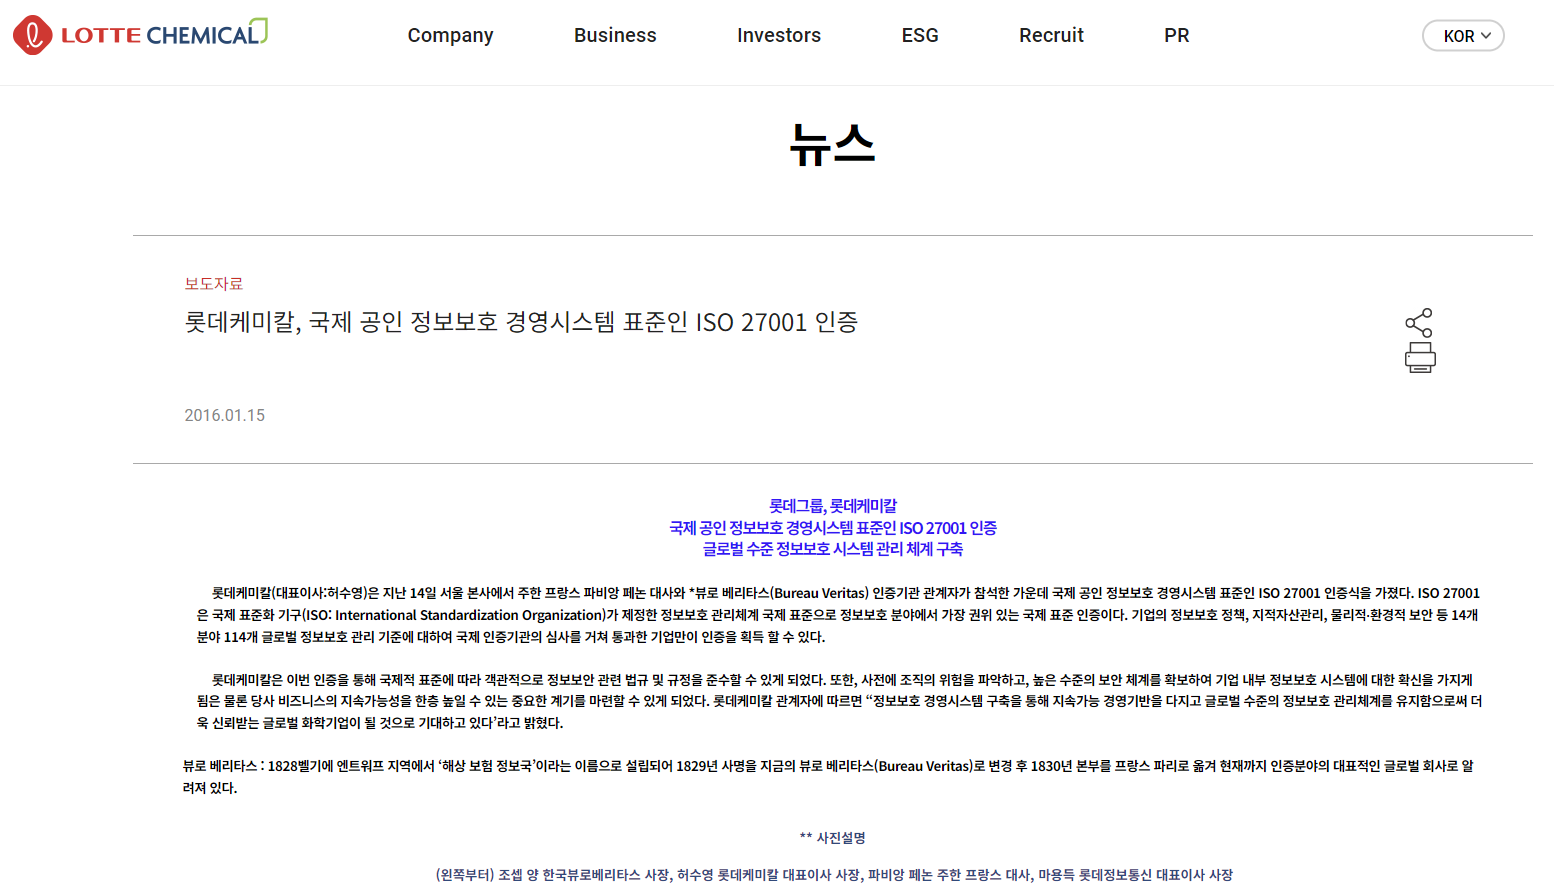 LOTTE CHEMICAL
Company
Business
Investors
ESG
Recruit
PR
KOR
뉴스
보도자료
롯데케미칼, 국제 공인 정보보호 경영시스템 표준인 ISO 27001 인증
2016.01.15
롯데그룹, 롯데케미칼
국제 공인 정보보호 경영시스템 표준인 ISO 27001 인증
글로벌 수준 정보보호 시스템 관리 체계 구축
롯데케미칼(대표이사:허수영)은 지난 14일 서울 본사에서 주한 프랑스 파비앙 페논 대사와 *뷰로 베리타스(Bureau Veritas) 인증기관 관계자가 참석한 가운데 국제 공인 정보보호 경영시스템 표준인 ISO 27001 인증식을 가졌다. ISO 27001
은 국제 표준화 기구(ISO: International Standardization Organization)가 제정한 정보보호 관리체계 국제 표준으로 정보보호 분야에서 가장 권위 있는 국제 표준 인증이다. 기업의 정보보호 정책, 지적자산관리, 물리적·환경적 보안 등 14개
분야 114개 글로벌 정보보호 관리 기준에 대하여 국제 인증기관의 심사를 거쳐 통과한 기업만이 인증을 획득 할 수 있다.
롯데케미칼은 이번 인증을 통해 국제적 표준에 따라 객관적으로 정보보안 관련 법규 및 규정을 준수할 수 있게 되었다. 또한, 사전에 조직의 위험을 파악하고, 높은 수준의 보안 체계를 확보하여 기업 내부 정보보호 시스템에 대한 확신을 가지게
됨은 물론 당사 비즈니스의 지속가능성을 한층 높일 수 있는 중요한 계기를 마련할 수 있게 되었다. 롯데케미칼 관계자에 따르면 “정보보호 경영시스템 구축을 통해 지속가능 경영기반을 다지고 글로벌 수준의 정보보호 관리체계를 유지함으로써 더
욱 신뢰받는 글로벌 화학기업이 될 것으로 기대하고 있다’라고 밝혔다.
뷰로 베리타스 : 1828벨기에 엔트워프 지역에서 ‘해상 보험 정보국’이라는 이름으로 설립되어 1829년 사명을 지금의 뷰로 베리타스(Bureau Veritas)로 변경 후 1830년 본부를 프랑스 파리로 옮겨 현재까지 인증분야의 대표적인 글로벌 회사로 알
려져 있다.
** 사진설명
(왼쪽부터) 조셉 양 한국뷰로베리타스 사장, 허수영 롯데케미칼 대표이사 사장, 파비앙 페논 주한 프랑스 대사, 마용득 롯데정보통신 대표이사 사장